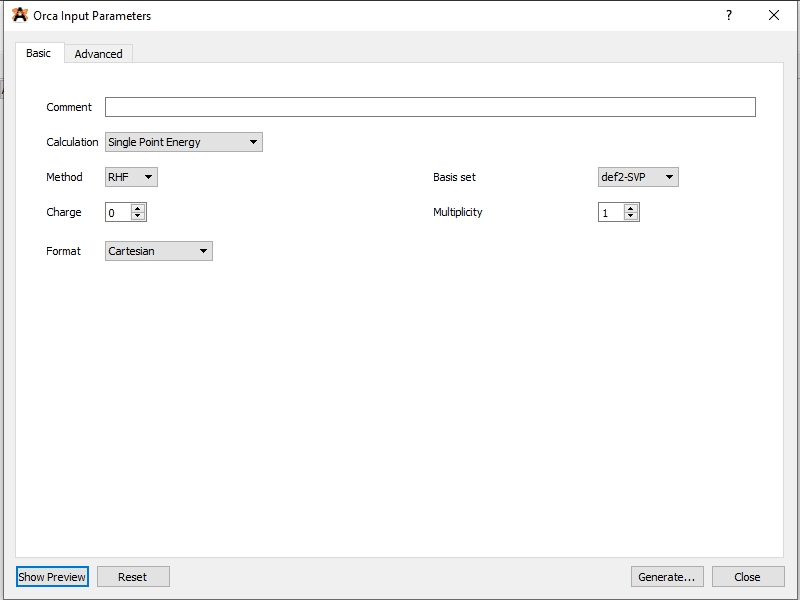 Orca Input Parameters ?
Basic Advanced
Comment
Calculation Single Point Energy
Method RHF Basis set def2-SVP
Charge 0 Multiplicity 1
Format Cartesian
Show Preview Reset Generate... Close